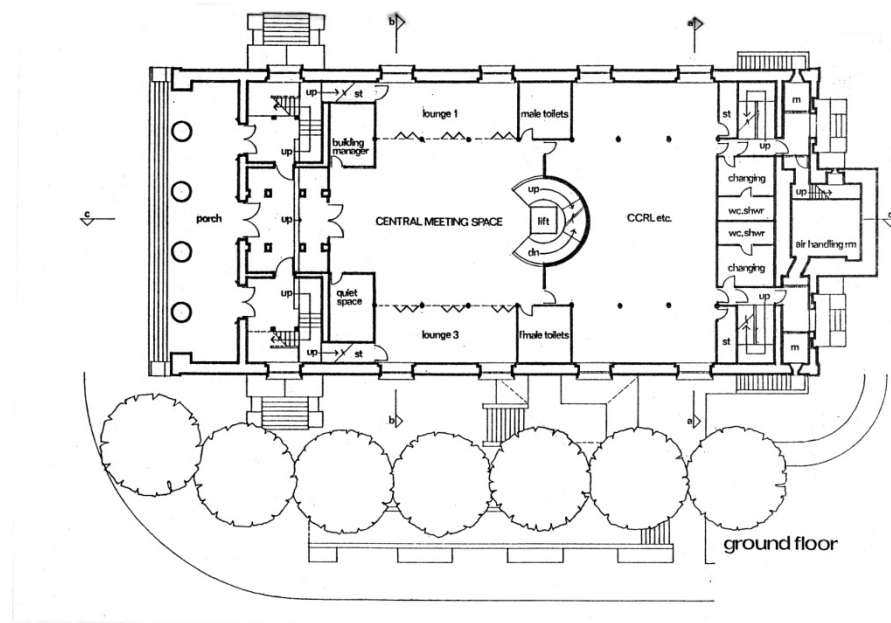 b
a
up
st
lounge 1
male toilets
st
m
building
manager
up
up
changing
up
up
c
porch
up
CENTRAL MEETING SPACE
lift
CCRL etc.
wc, shwr
wc, shwr
air handling rm
c
dn
changing
quiet
space
up
up
up
st
lounge 3
f'male toilets
st
m
b
a
ground floor